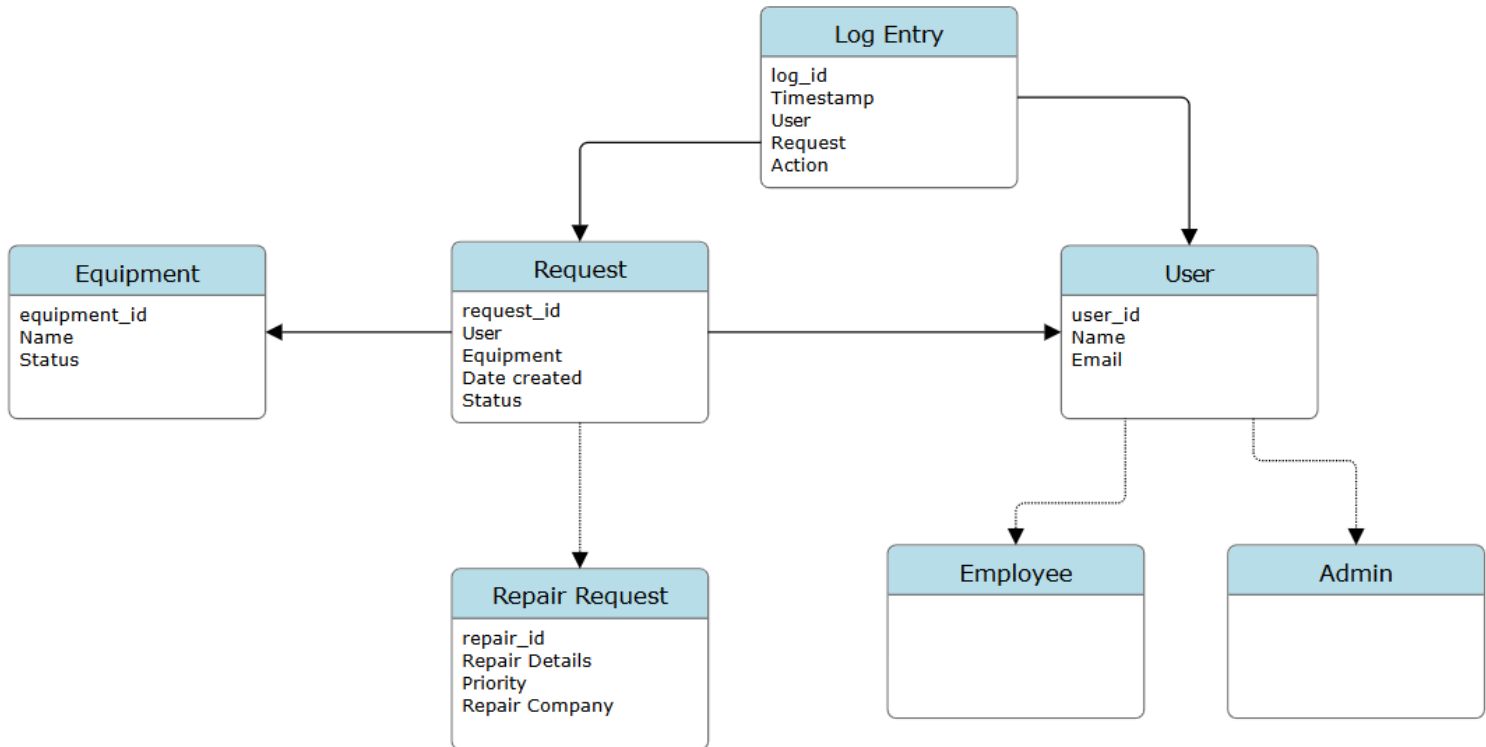 Log Entry
log_id
Timestamp
User
Request
Action
Equipment
equipment_id
Name
Status
Request
request_id
User
Equipment
Date created
Status
User
user_id
Name
Email
Repair Request
repair_id
Repair Details
Priority
Repair Company
Employee
Admin